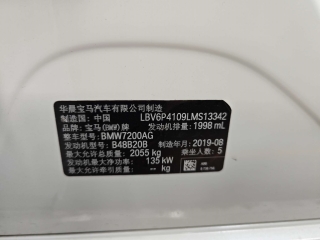 华晨宝马汽车有限公司制造
制造国: 中国 LBV6P4109LMS13342
品牌: 宝马(BMW)牌 发动机排量: 1998 mL
整车型号: BMW7200AG
发动机型号: B48B20B 制造年月: 2019-08
最大允许总质量: 2055 kg 乘坐人数: 5
发动机最大净功率: 135 kW
最大允许牵引总质量: -- kg